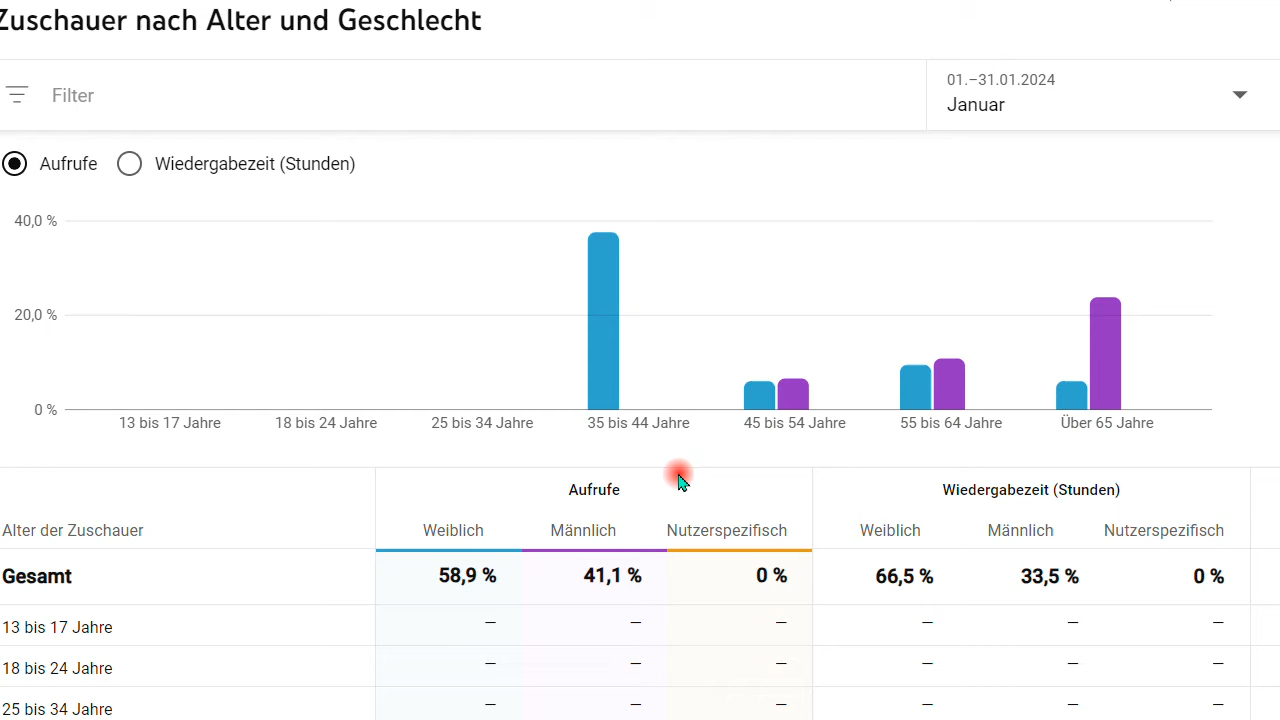 Zuschauer nach Alter und Geschlecht
Filter
01.–31.01.2024
Januar
Aufrufe
Wiedergabezeit (Stunden)
40,0 %
20,0 %
0 %
13 bis 17 Jahre
18 bis 24 Jahre
25 bis 34 Jahre
35 bis 44 Jahre
45 bis 54 Jahre
55 bis 64 Jahre
Über 65 Jahre
Aufrufe
Wiedergabezeit (Stunden)
Alter der Zuschauer
Weiblich
Männlich
Nutzerspezifisch
Weiblich
Männlich
Nutzerspezifisch
Gesamt
58,9 %
41,1 %
0 %
66,5 %
33,5 %
0 %
13 bis 17 Jahre
—
—
—
—
—
—
18 bis 24 Jahre
—
—
—
—
—
—
25 bis 34 Jahre
—
—
—
—
—
—